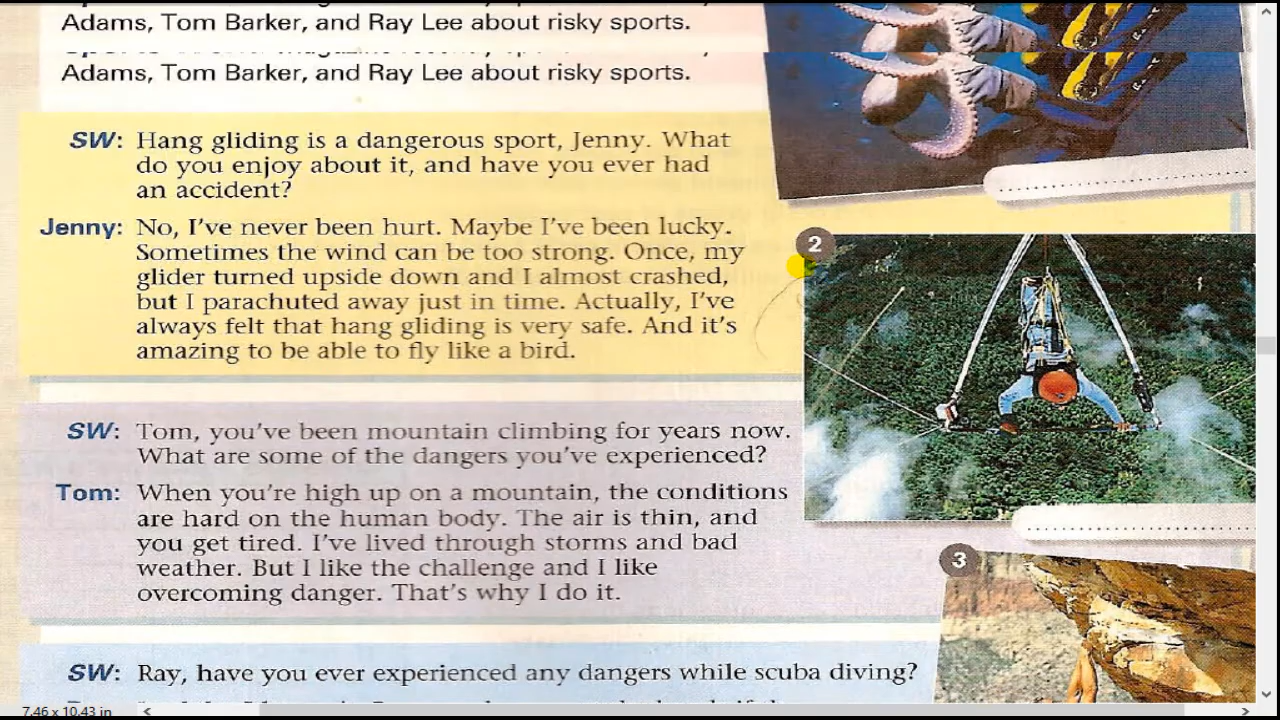 Adams, Tom Barker, and Ray Lee about risky sports.
Adams, Tom Barker, and Ray Lee about risky sports.
SW: Hang gliding is a dangerous sport, Jenny. What
do you enjoy about it, and have you ever had
an accident?
Jenny: No, I've never been hurt. Maybe I've been lucky.
Sometimes the wind can be too strong. Once, my
glider turned upside down and I almost crashed,
but I parachuted away just in time. Actually, I've
always felt that hang gliding is very safe. And it's
amazing to be able to fly like a bird.
2
SW: Tom, you've been mountain climbing for years now.
What are some of the dangers you've experienced?
Tom: When you're high up on a mountain, the conditions
are hard on the human body. The air is thin, and
you get tired. I've lived through storms and bad
weather. But I like the challenge and I like
overcoming danger. That's why I do it.
3
SW: Ray, have you ever experienced any dangers while scuba diving?
7.46 x 10.43 in